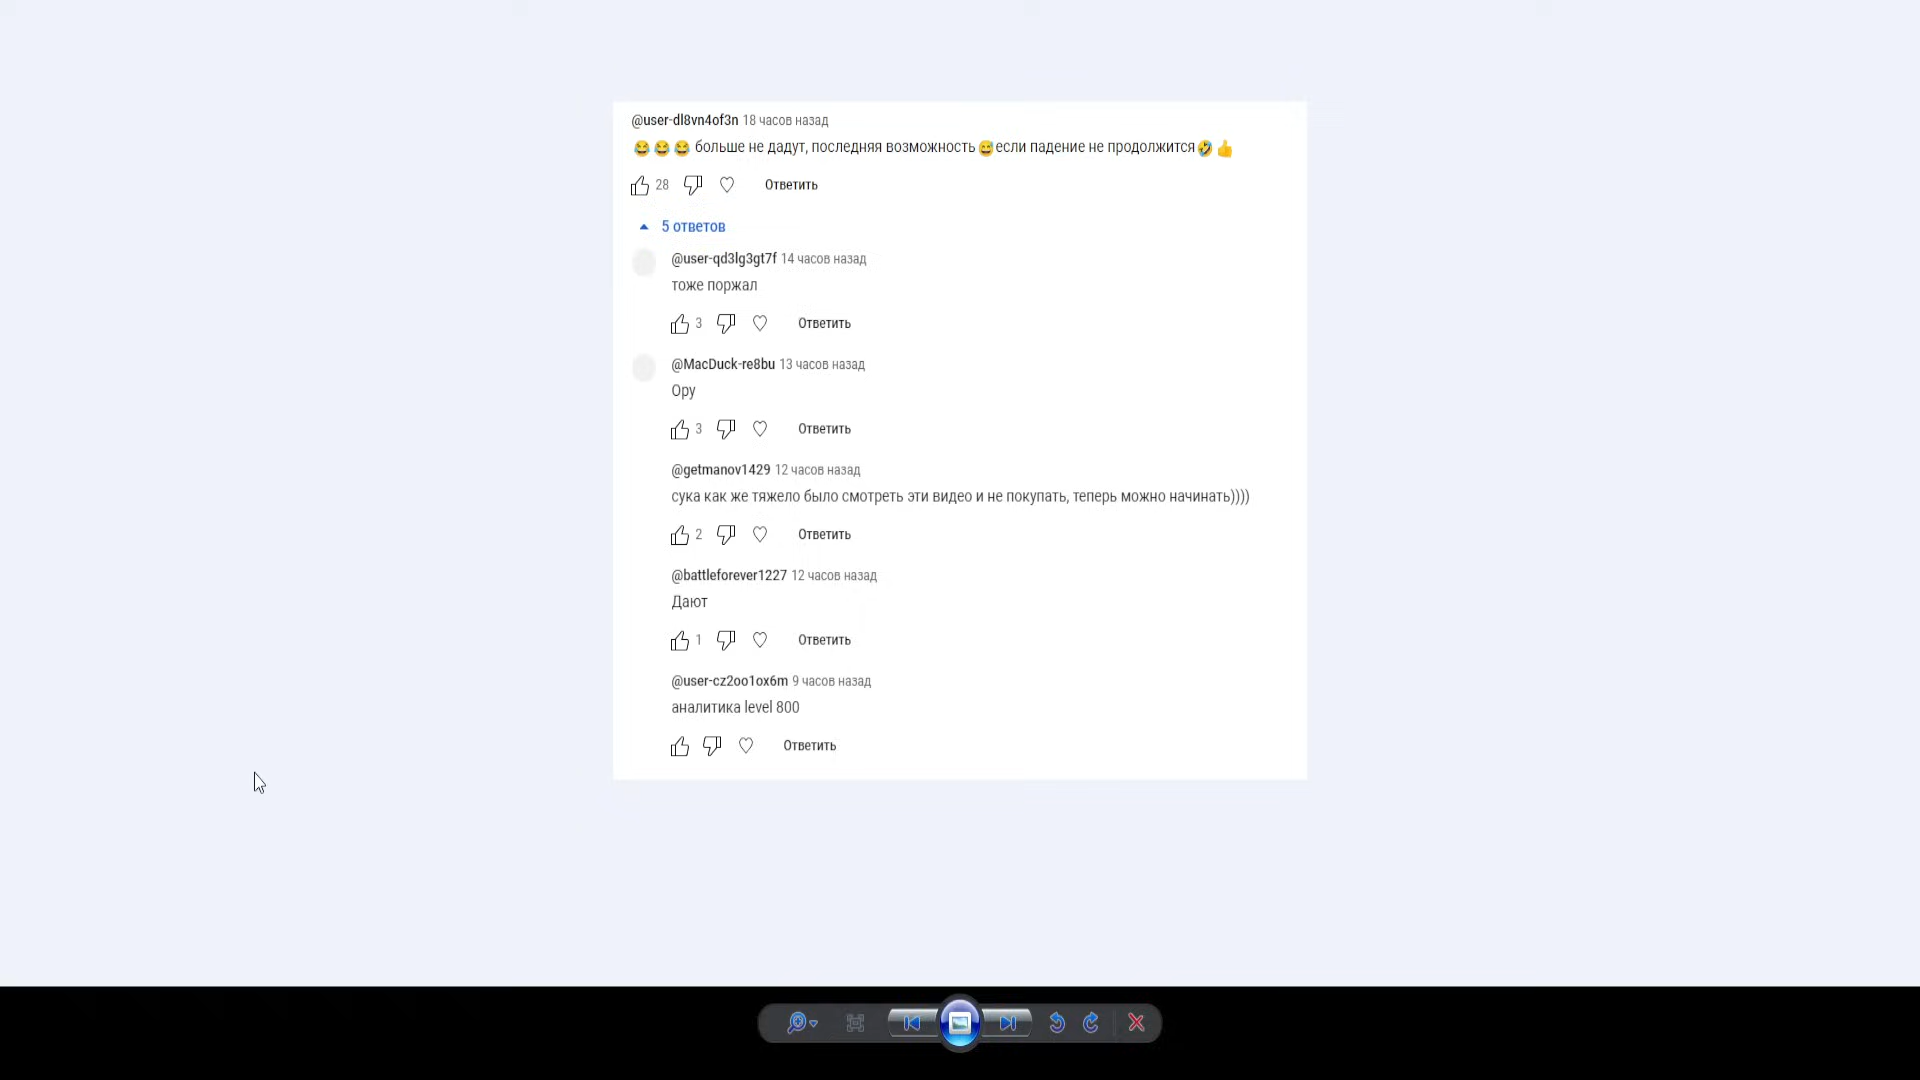 @user-dl8vn4of3n 18 часов назад
😂😂😂 больше не дадут, последняя возможность 😅если падение не продолжится🤣👍
28 Ответить
5 ответов
@user-qd3lg3gt7f 14 часов назад
тоже поржал
3 Ответить
@MacDuck-re8bu 13 часов назад
Ору
3 Ответить
@getmanov1429 12 часов назад
сука как же тяжело было смотреть эти видео и не покупать, теперь можно начинать))))
2 Ответить
@battleforever1227 12 часов назад
Дают
1 Ответить
@user-cz2oo1ox6m 9 часов назад
аналитика level 800
Ответить